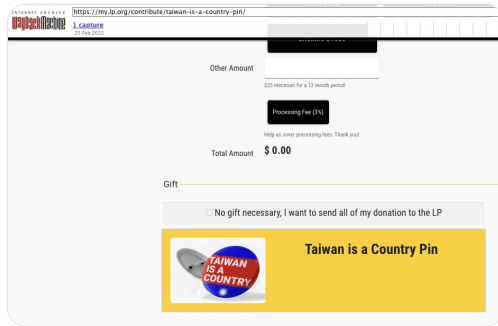 INTERNET ARCHIVE
WayBackMachine
https://my.lp.org/contribute/taiwan-is-a-country-pin/
1 capture
25 Feb 2022
Other Amount
$25 minimum for a 12 month period
Processing Fee (3%)
Help us cover processing fees. Thank you!
Total Amount
$ 0.00
Gift
No gift necessary, I want to send all of my donation to the LP
TAIWAN
IS A
COUNTRY
Taiwan is a Country Pin